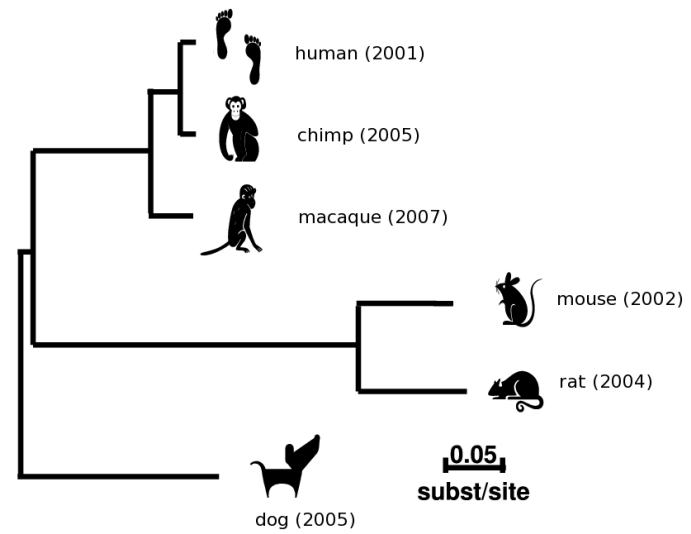 human (2001)
chimp (2005)
macaque (2007)
mouse (2002)
rat (2004)
0.05
subst/site
dog (2005)